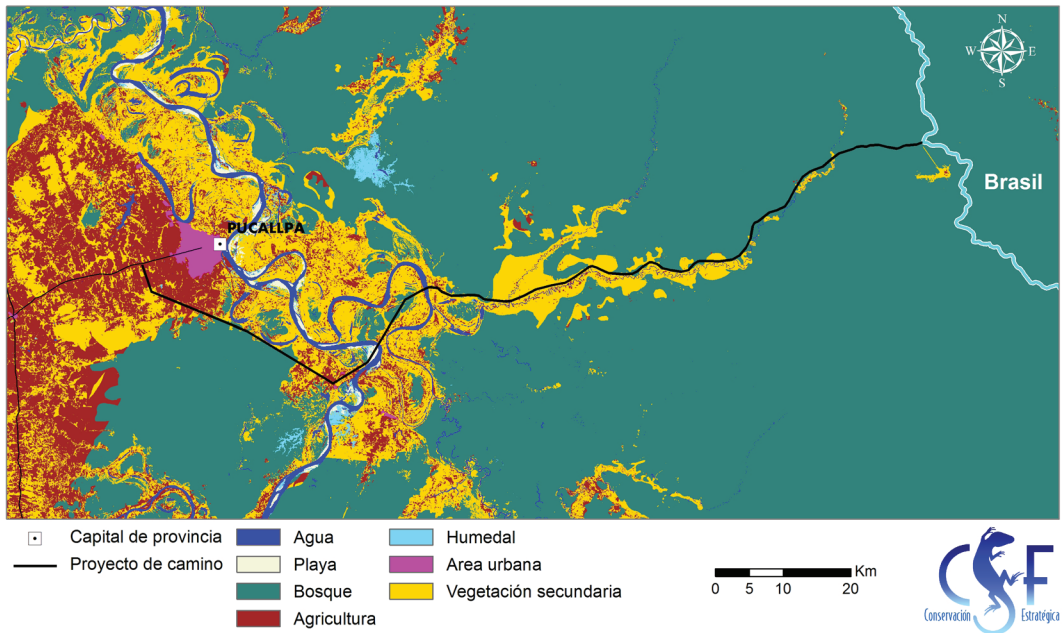 N
W E
S
Brasil
PUCALLPA
Capital de provincia
Proyecto de camino
Agua
Playa
Bosque
Agricultura
Humedal
Area urbana
Vegetación secundaria
Km
0 5 10 20
CSF
Conservación Estratégica